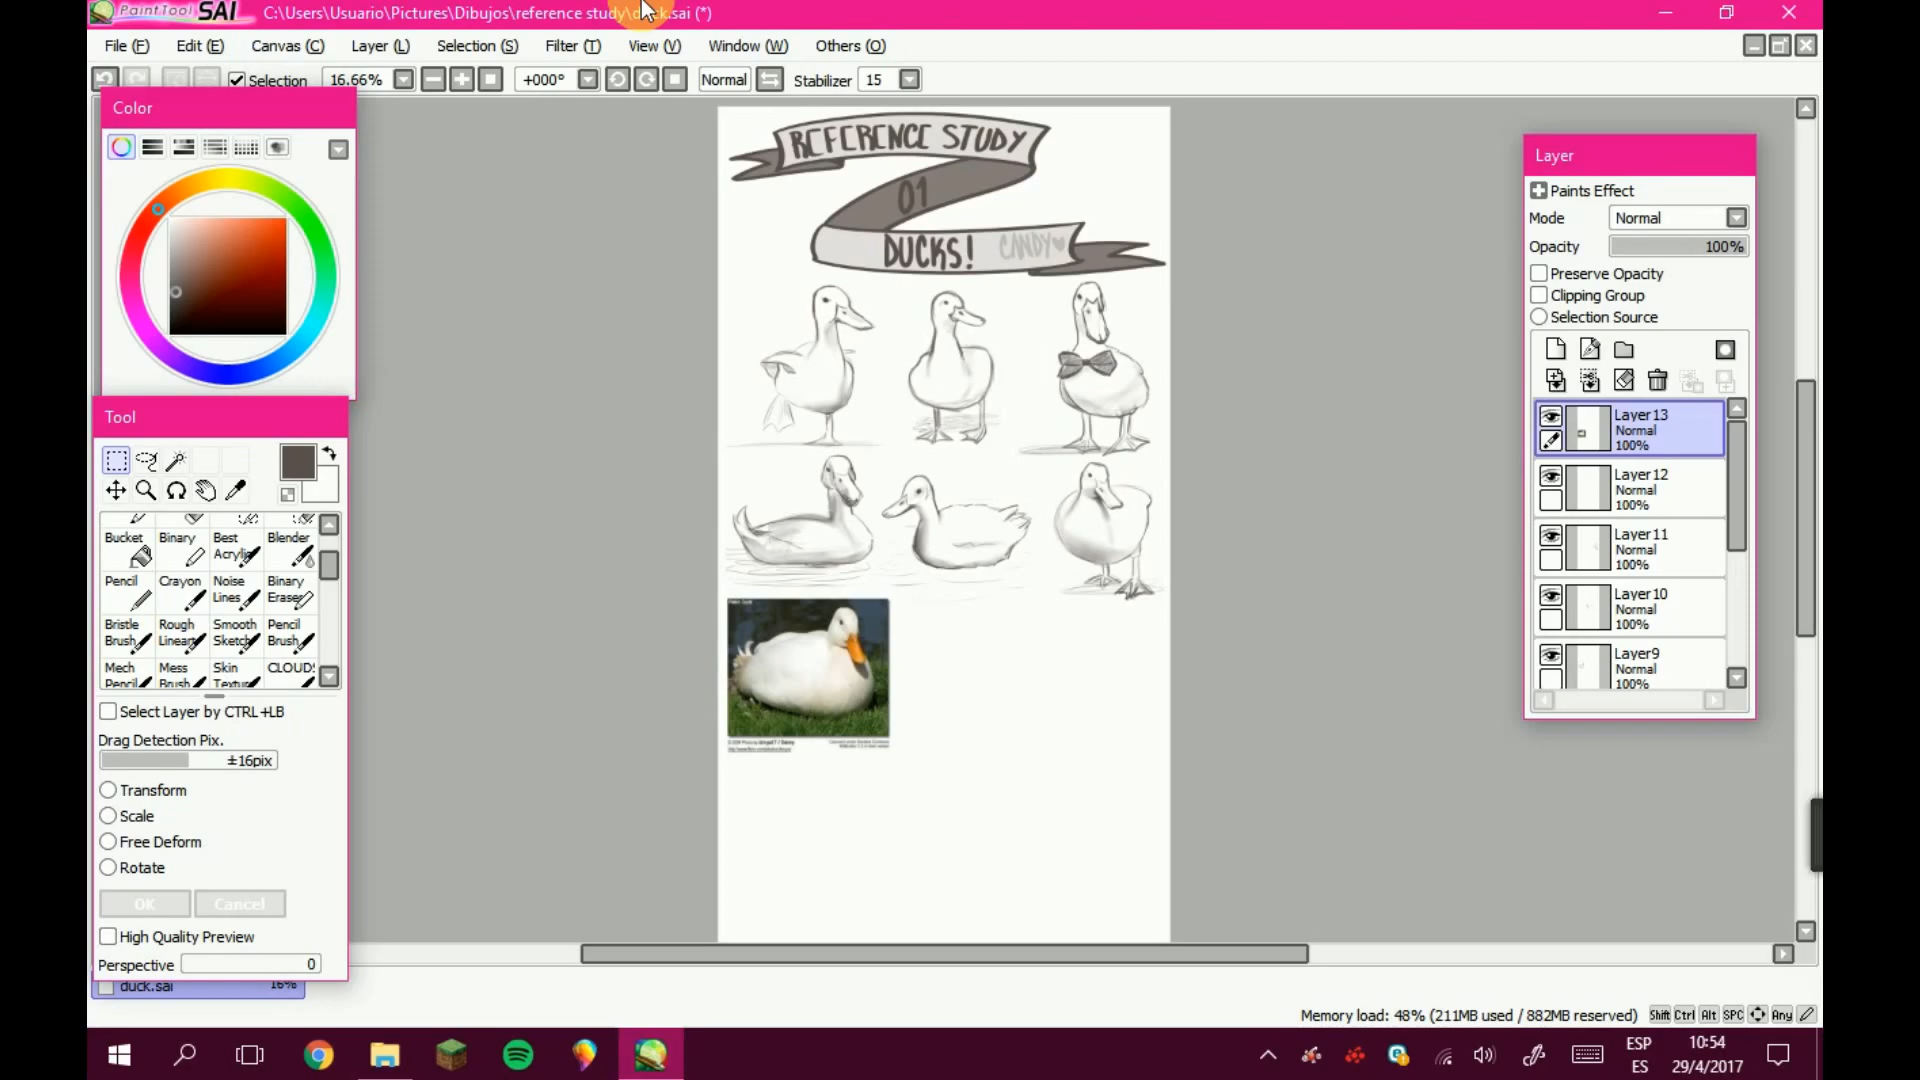 PaintTool SAI C:\Users\Usuario\Pictures\Dibujos\reference study\duck.sai (*)
File (F) Edit (E) Canvas (C) Layer (L) Selection (S) Filter (T) View (V) Window (W) Others (O)
Selection 16.66% +000° Normal Stabilizer 15
Color
Tool
Bucket Binary Best Acrylic Blender
Pencil Crayon Noise Lines Binary Eraser
Bristle Brush Rough Lineart Smooth Sketch Pencil Brush
Mech Pencil Mess Brush Skin Texture CLOUDS
Select Layer by CTRL+LB
Drag Detection Pix.
±16pix
Transform
Scale
Free Deform
Rotate
OK Cancel
High Quality Preview
Perspective 0
duck.sai 16%
REFERENCE STUDY
01
DUCKS! CANDY
Layer
Paints Effect
Mode Normal
Opacity 100%
Preserve Opacity
Clipping Group
Selection Source
Layer13
Normal
100%
Layer12
Normal
100%
Layer11
Normal
100%
Layer10
Normal
100%
Layer9
Normal
100%
Memory load: 48% (211MB used / 882MB reserved) Shift Ctrl Alt SPC Any
ESP
ES
10:54
29/4/2017